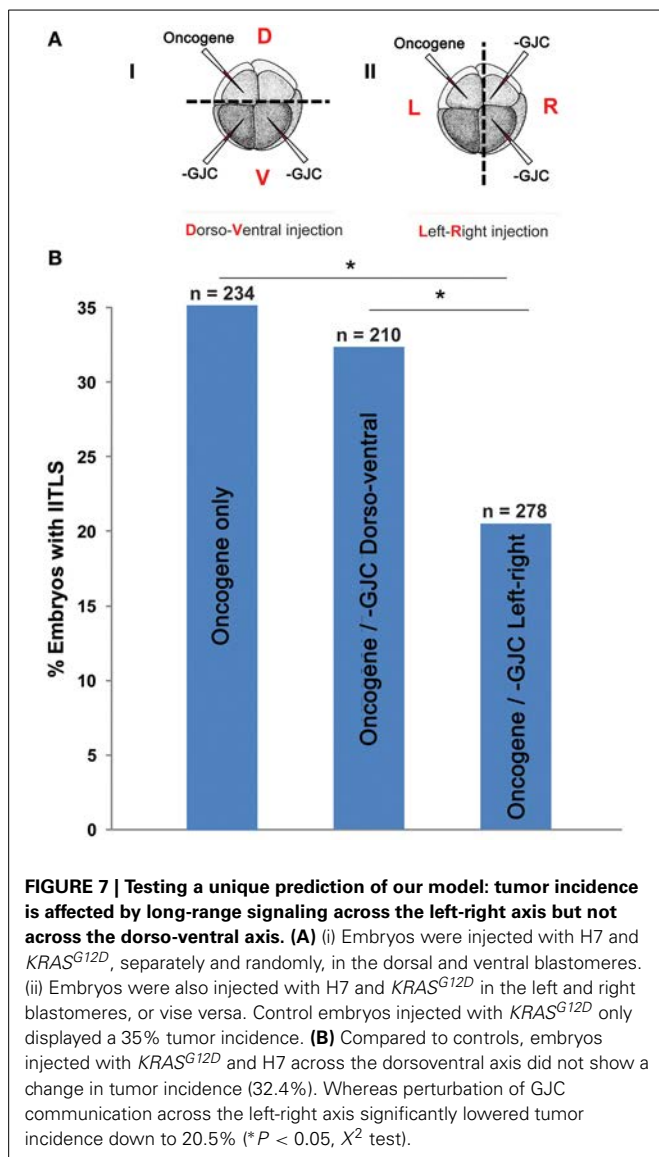 A
Oncogene D -GJC
I
-GJC V -GJC
Dorso-Ventral injection
Oncogene -GJC
II
L R
-GJC
Left-Right injection
B
% Embryos with IITLS
35
30
25
20
15
10
5
0
*
*
n = 234
n = 210
n = 278
Oncogene only
Oncogene / -GJC Dorso-ventral
Oncogene / -GJC Left-right
FIGURE 7 | Testing a unique prediction of our model: tumor incidence
is affected by long-range signaling across the left-right axis but not
across the dorso-ventral axis. (A) (i) Embryos were injected with H7 and
KRASG12D, separately and randomly, in the dorsal and ventral blastomeres.
(ii) Embryos were also injected with H7 and KRASG12D in the left and right
blastomeres, or vise versa. Control embryos injected with KRASG12D only
displayed a 35% tumor incidence. (B) Compared to controls, embryos
injected with KRASG12D and H7 across the dorsoventral axis did not show a
change in tumor incidence (32.4%). Whereas perturbation of GJC
communication across the left-right axis significantly lowered tumor
incidence down to 20.5% (*P < 0.05, X2 test).